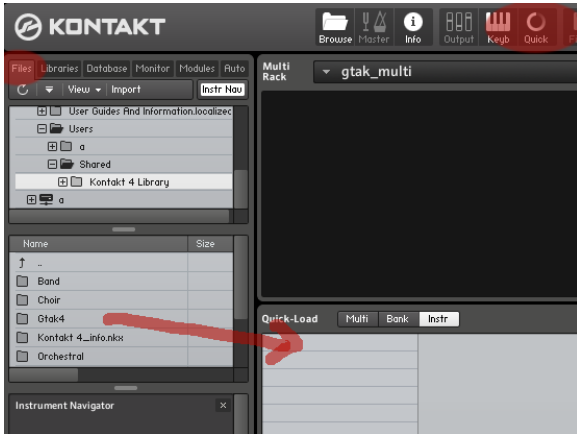 KONTAKT
Browse Master Info Output Keyb Quick
Files Libraries Database Monitor Modules Auto
View Import Instr Nav
User Guides And Information.localizec
Users
a
Shared
Kontakt 4 Library
a
Name Size
..
Band
Choir
Gtak4
Kontakt 4_info.nkx
Orchestral
Instrument Navigator
Multi
Rack
gtak_multi
Quick-Load Multi Bank Instr